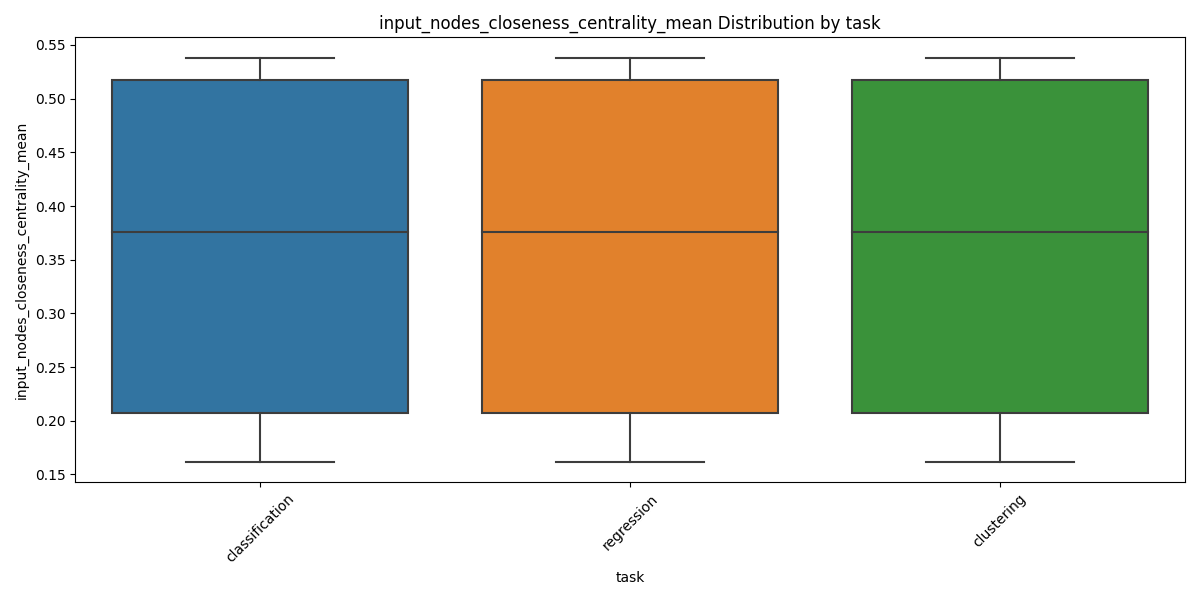 input_nodes_closeness_centrality_mean Distribution by task
input_nodes_closeness_centrality_mean
0.55
0.50
0.45
0.40
0.35
0.30
0.25
0.20
0.15
classification
regression
clustering
task